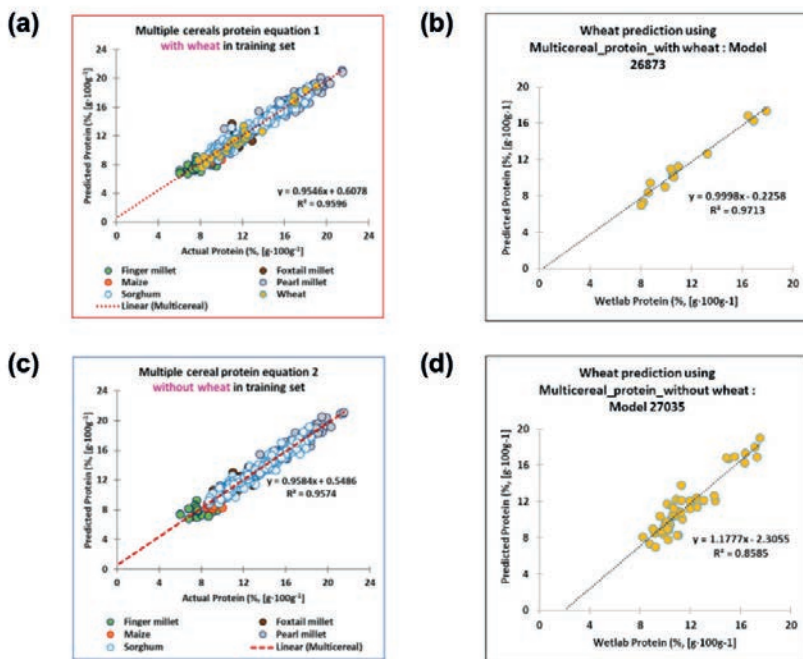 (a)
Multiple cereals protein equation 1
with wheat in training set
Predicted Protein (%, [g·100g⁻¹)
24
20
16
12
8
4
0
y = 0.9546x + 0.6078
R² = 0.9596
0 4 8 12 16 20 24
Actual Protein (%, [g·100g⁻¹)
Finger millet Foxtail millet
Maize Pearl millet
Sorghum Wheat
Linear (Multicereal)
(b)
Wheat prediction using
Multicereal_protein_with wheat : Model
26873
Predicted Protein (%, [g·100g-1)
20
16
12
8
4
0
y = 0.9998x - 0.2258
R² = 0.9713
0 4 8 12 16 20
Wetlab Protein (%, [g·100g-1)
(c)
Multiple cereal protein equation 2
without wheat in training set
Predicted Protein (%, [g·100g⁻¹)
24
20
16
12
8
4
0
y = 0.9584x + 0.5486
R² = 0.9574
0 4 8 12 16 20 24
Actual Protein (%, [g·100g⁻¹)
Finger millet Foxtail millet
Maize Pearl millet
Sorghum Linear (Multicereal)
(d)
Wheat prediction using
Multicereal_protein_without wheat :
Model 27035
Predicted Protein (%, [g·100g-1)
20
16
12
8
4
0
y = 1.1777x - 2.3055
R² = 0.8585
0 4 8 12 16 20
Wetlab Protein (%, [g·100g-1)